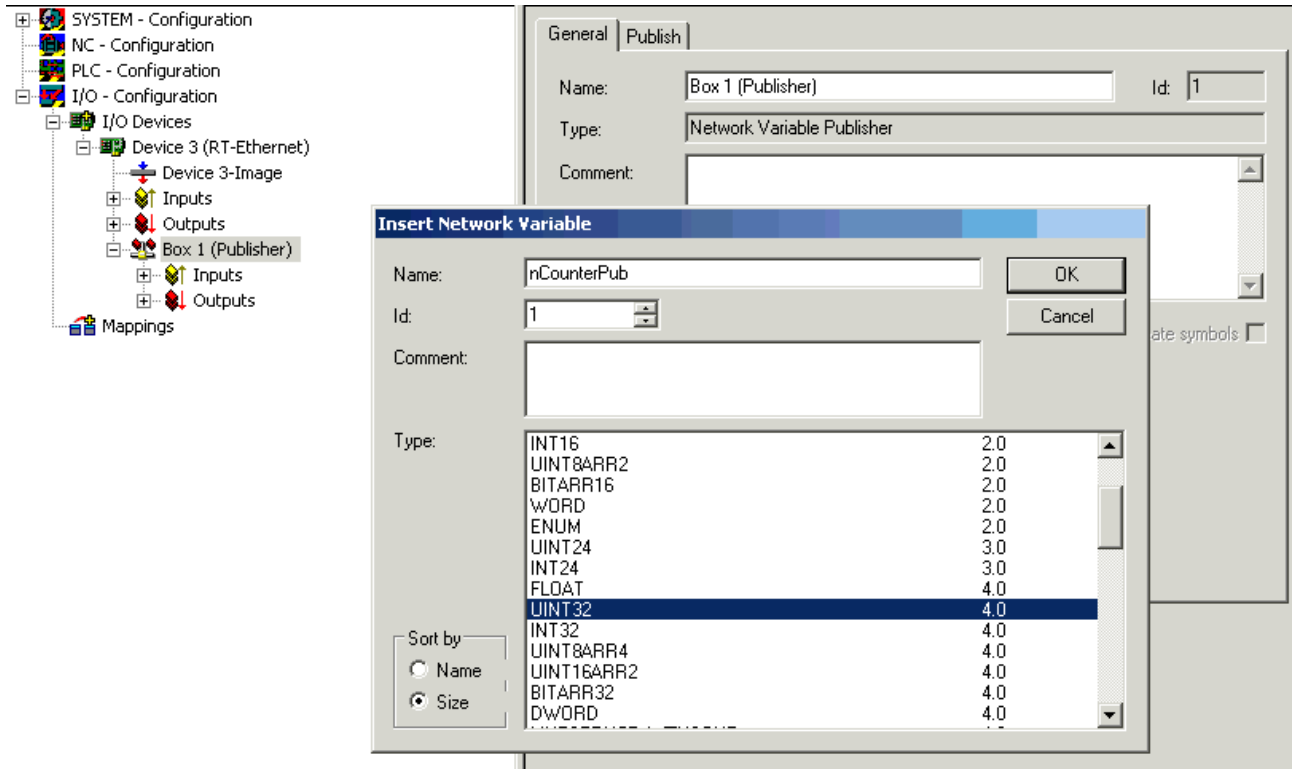 SYSTEM - Configuration
NC - Configuration
PLC - Configuration
I/O - Configuration
I/O Devices
Device 3 (RT-Ethernet)
Device 3-Image
Inputs
Outputs
Box 1 (Publisher)
Inputs
Outputs
Mappings
General Publish
Name: Box 1 (Publisher) Id: 1
Type: Network Variable Publisher
Comment:
ate symbols
Insert Network Variable
Name: nCounterPub OK
Id: 1 Cancel
Comment:
Type:
INT16 2.0
UINT8ARR2 2.0
BITARR16 2.0
WORD 2.0
ENUM 2.0
UINT24 3.0
INT24 3.0
FLOAT 4.0
UINT32 4.0
INT32 4.0
UINT8ARR4 4.0
UINT16ARR2 4.0
BITARR32 4.0
DWORD 4.0
Sort by
Name
Size